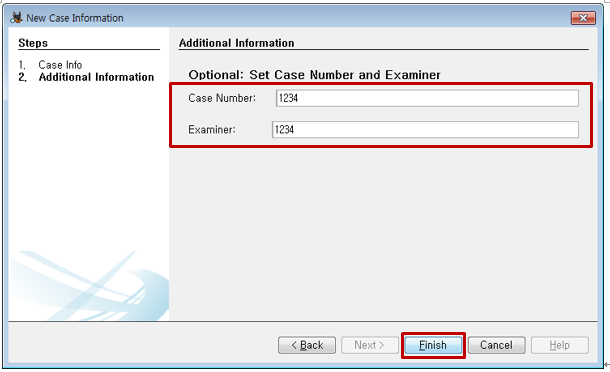 New Case Information
Steps
1. Case Info
2. Additional Information
Additional Information
Optional: Set Case Number and Examiner
Case Number: 1234
Examiner: 1234
< Back Next > Finish Cancel Help